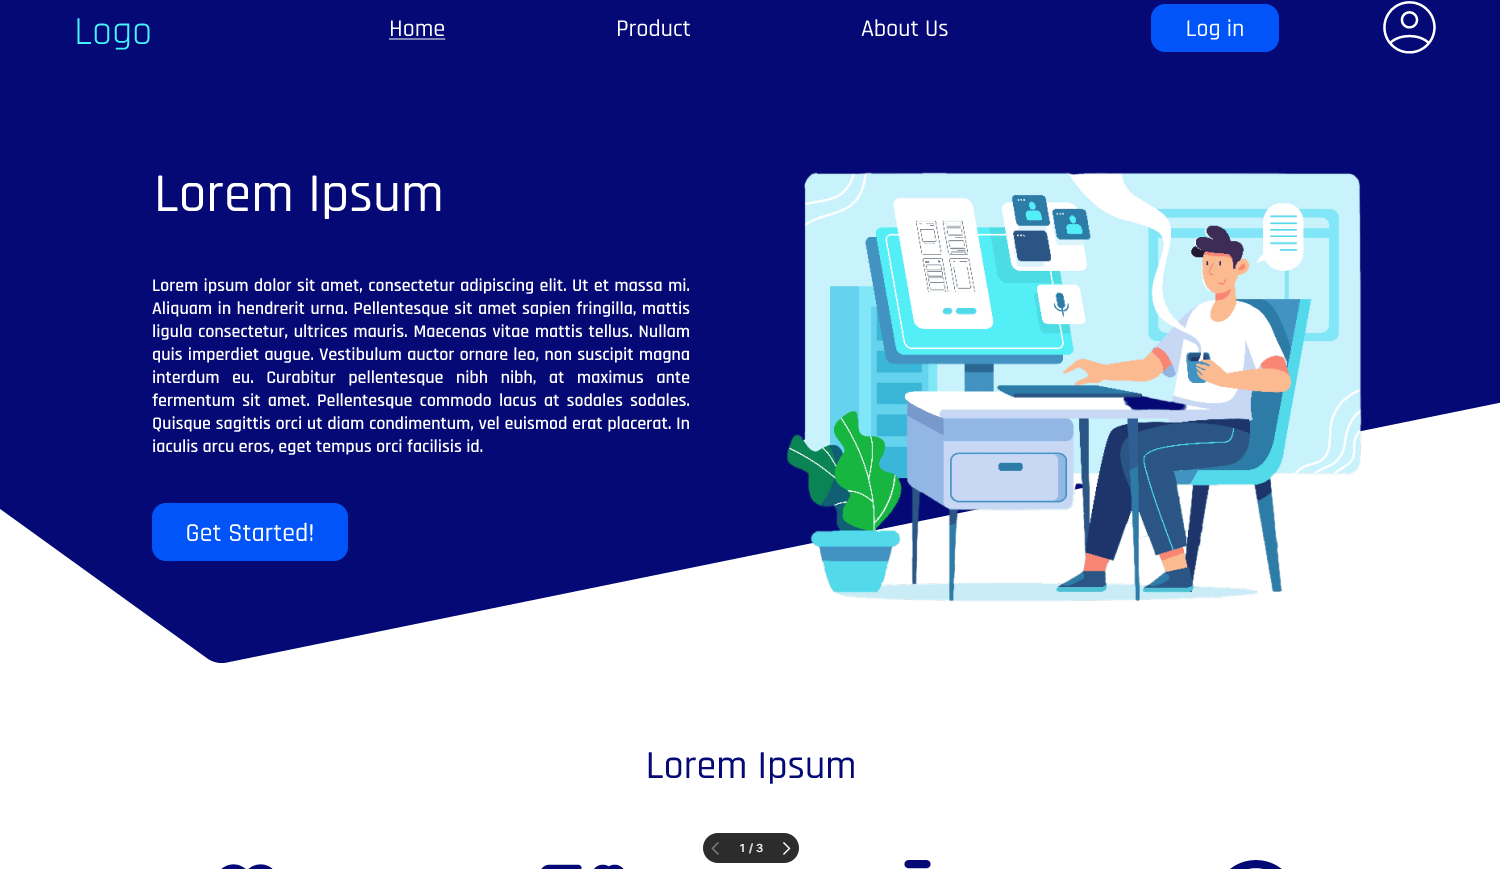 Logo
Home
Product
About Us
Log in
Lorem Ipsum
Lorem ipsum dolor sit amet, consectetur adipiscing elit. Ut et massa mi.
Aliquam in hendrerit urna. Pellentesque sit amet sapien fringilla, mattis
ligula consectetur, ultrices mauris. Maecenas vitae mattis tellus. Nullam
quis imperdiet augue. Vestibulum auctor ornare leo, non suscipit magna
interdum eu. Curabitur pellentesque nibh nibh, at maximus ante
fermentum sit amet. Pellentesque commodo lacus at sodales sodales.
Quisque sagittis orci ut diam condimentum, vel euismod erat placerat. In
iaculis arcu eros, eget tempus orci facilisis id.
Get Started!
Lorem Ipsum
1 / 3